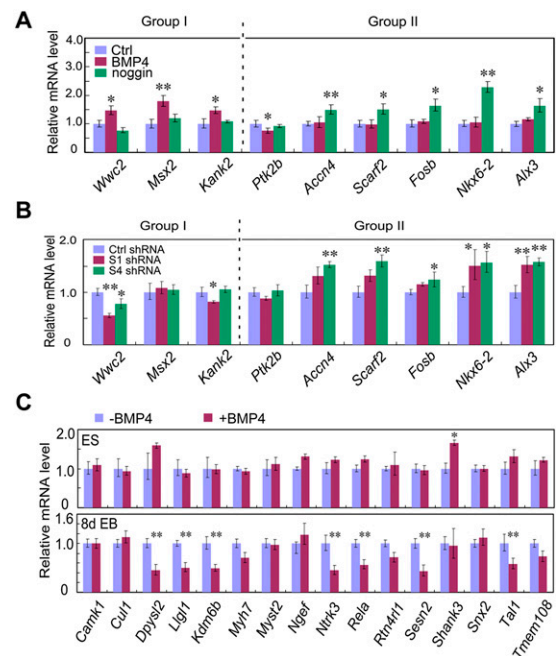 A
Group I
Group II
Relative mRNA level
4.0
3.0
2.0
1.0
0
Ctrl
BMP4
noggin
* ** * * ** * * ** *
Wwc2 Msx2 Kank2 Ptk2b Accn4 Scarf2 Fosb Nkx6-2 Alx3
B
Group I
Group II
Relative mRNA level
2.0
1.0
0
Ctrl shRNA
S1 shRNA
S4 shRNA
** * * ** ** * * * ** **
Wwc2 Msx2 Kank2 Ptk2b Accn4 Scarf2 Fosb Nkx6-2 Alx3
C
-BMP4 +BMP4
Relative mRNA level
2.0
1.0
0
ES
*
1.6
1.0
0
8d EB
** ** ** ** ** ** **
Camk1 Cul1 Dpysl2 Llgl1 Kdm6b Myh7 Myst2 Ngef Ntrk3 Rela Rtn4rl1 Sesn2 Shank3 Snx2 Tal1 Tmem108